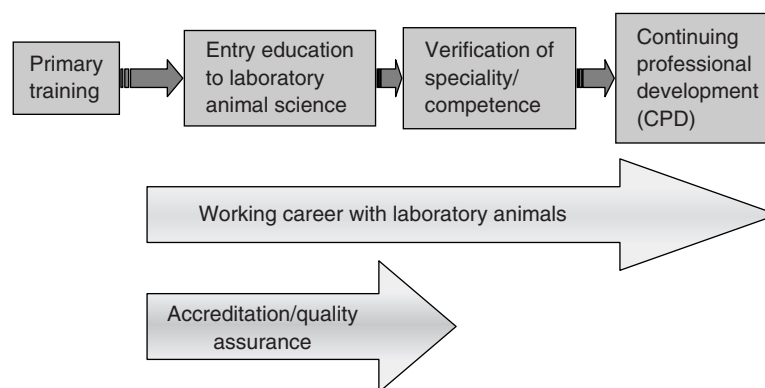 Primary
training
Entry education
to laboratory
animal science
Verification of
speciality/
competence
Continuing
professional
development
(CPD)
Working career with laboratory animals
Accreditation/quality
assurance